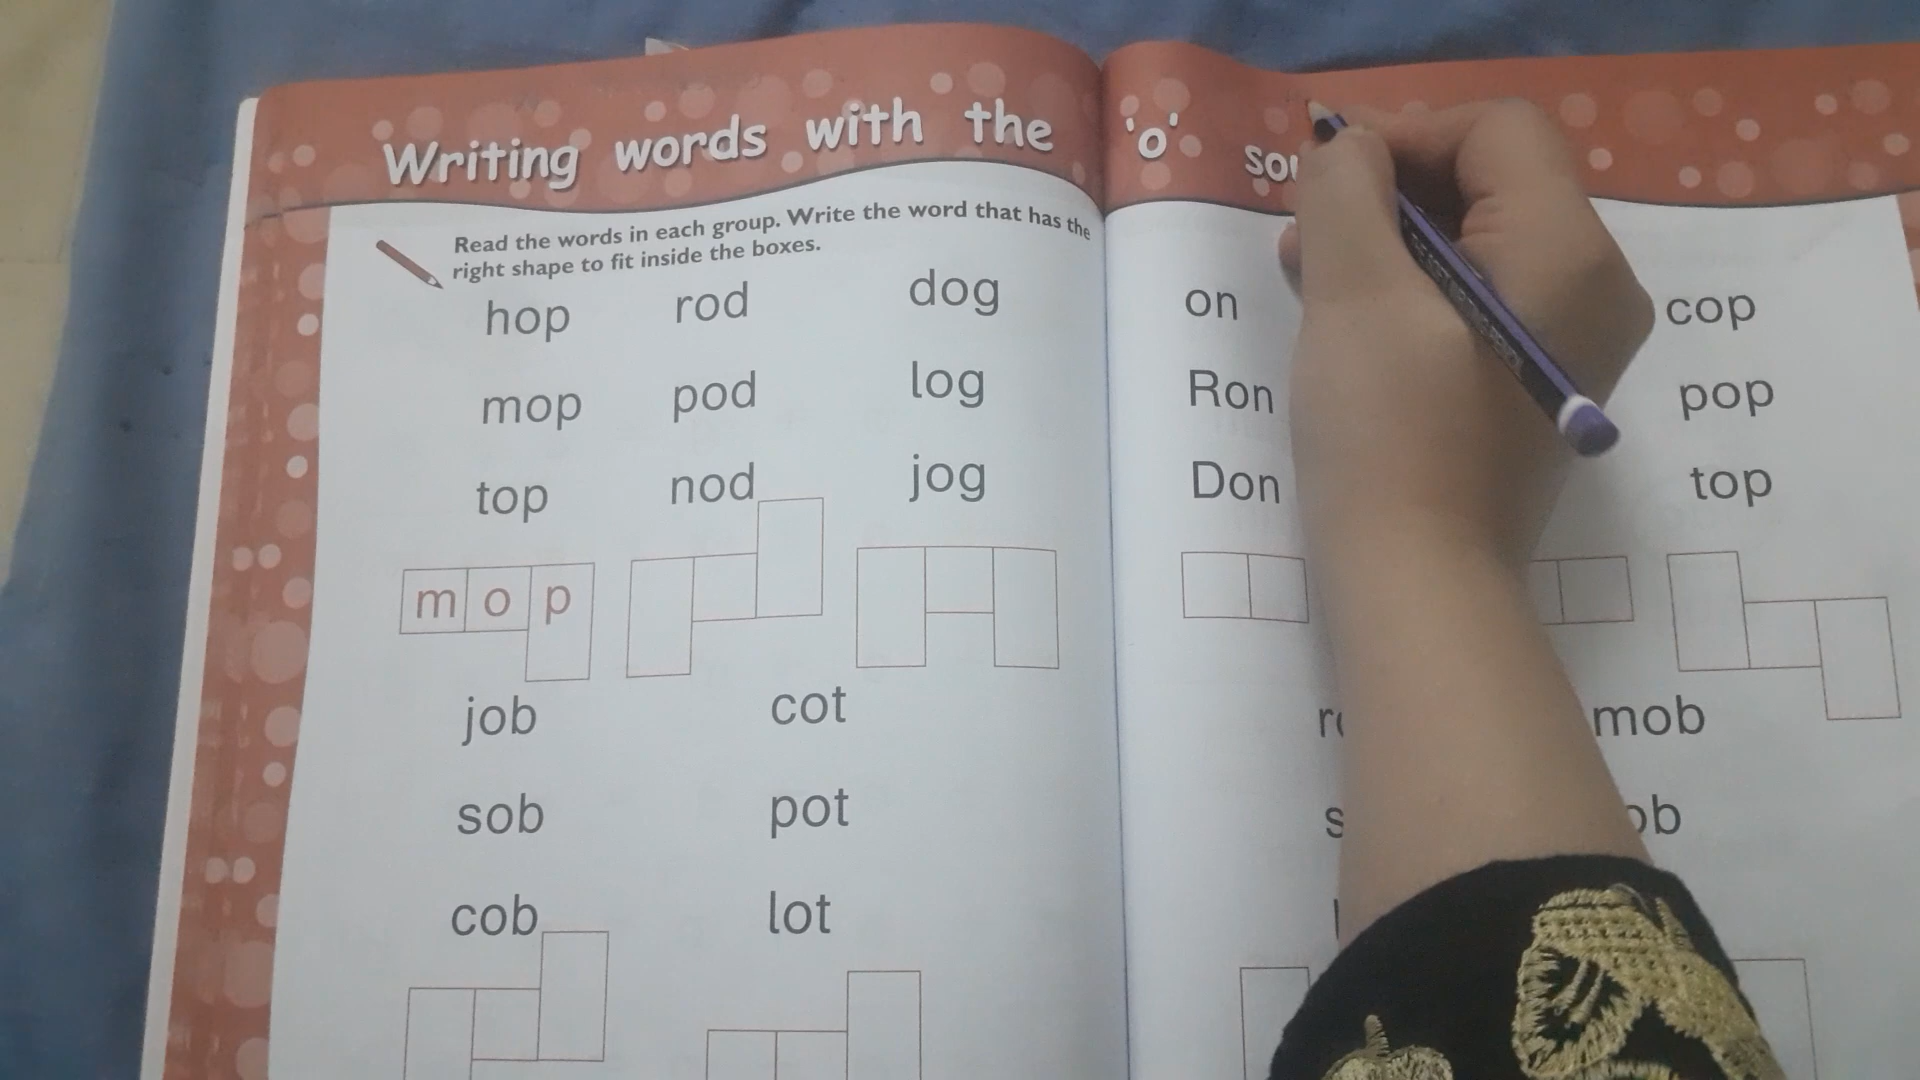 Writing words with the 'o'
Read the words in each group. Write the word that has the
right shape to fit inside the boxes.
hop rod dog on cop
mop pod log Ron pop
top nod jog Don top
m o p
job cot mob
sob pot
cob lot